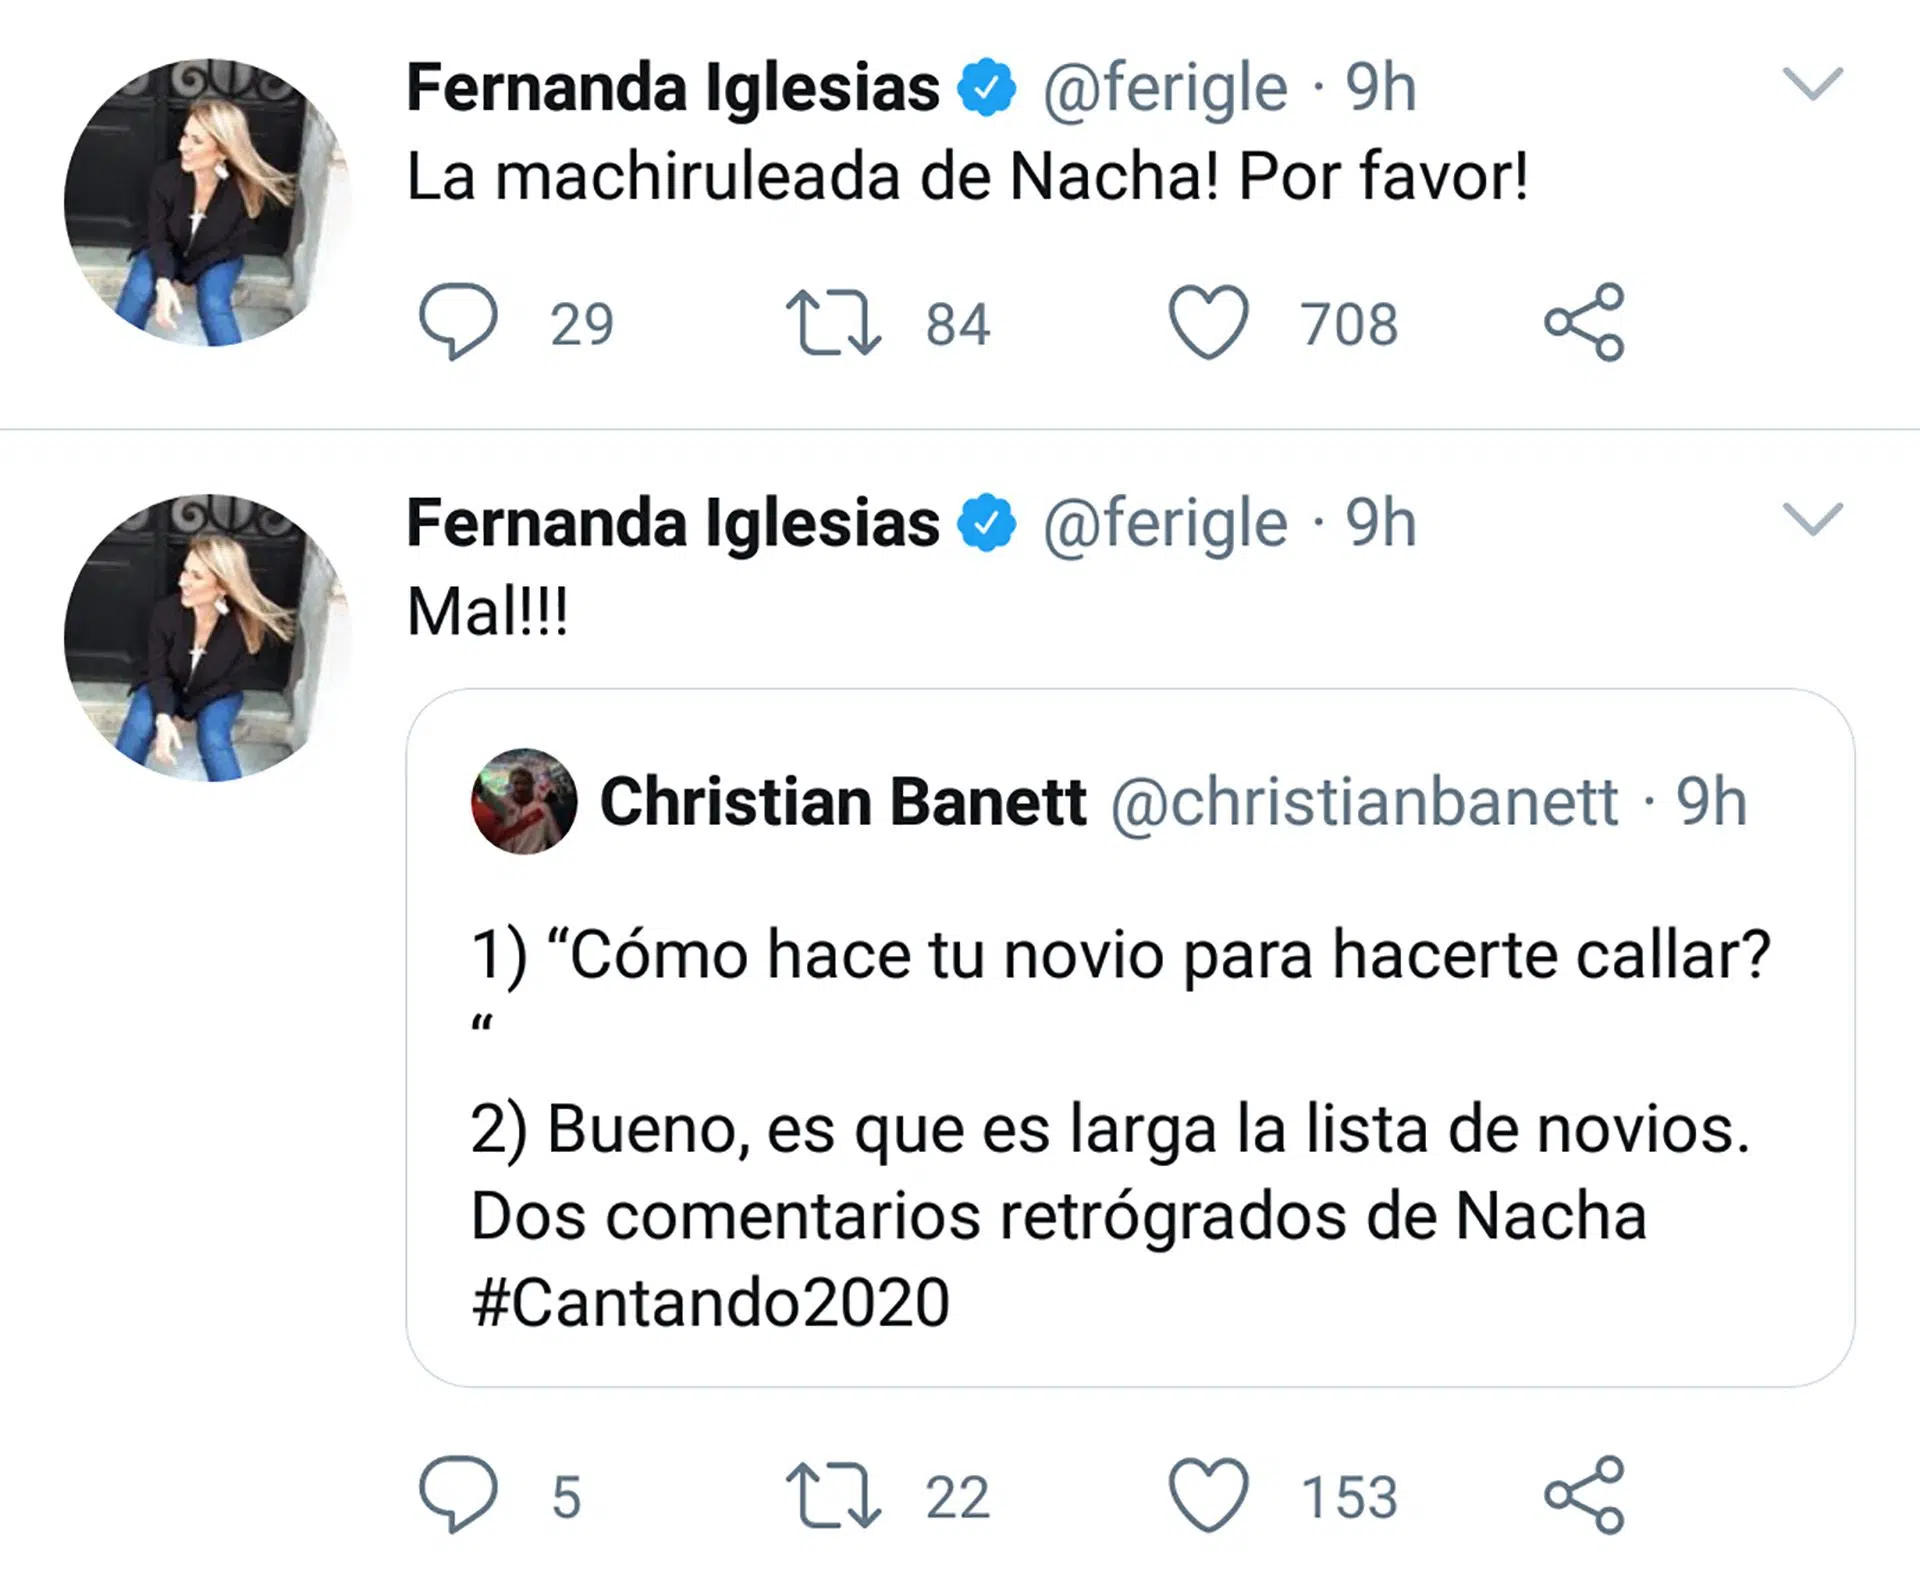 Fernanda Iglesias @ferigle · 9h
La machiruleada de Nacha! Por favor!
29 84 708
Fernanda Iglesias @ferigle · 9h
Mal!!!
Christian Banett @christianbanett · 9h
1) “Cómo hace tu novio para hacerte callar?
“
2) Bueno, es que es larga la lista de novios.
Dos comentarios retrógrados de Nacha
#Cantando2020
5 22 153